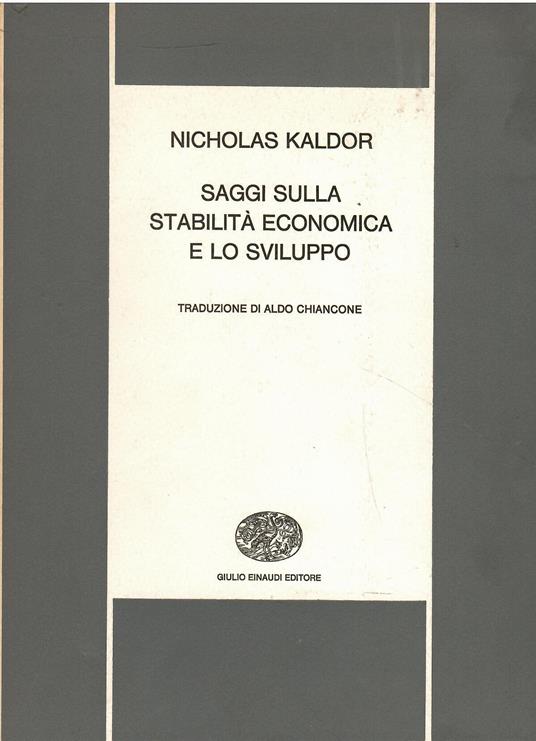 NICHOLAS KALDOR
SAGGI SULLA
STABILITÀ ECONOMICA
E LO SVILUPPO
TRADUZIONE DI ALDO CHIANCONE
GIULIO EINAUDI EDITORE